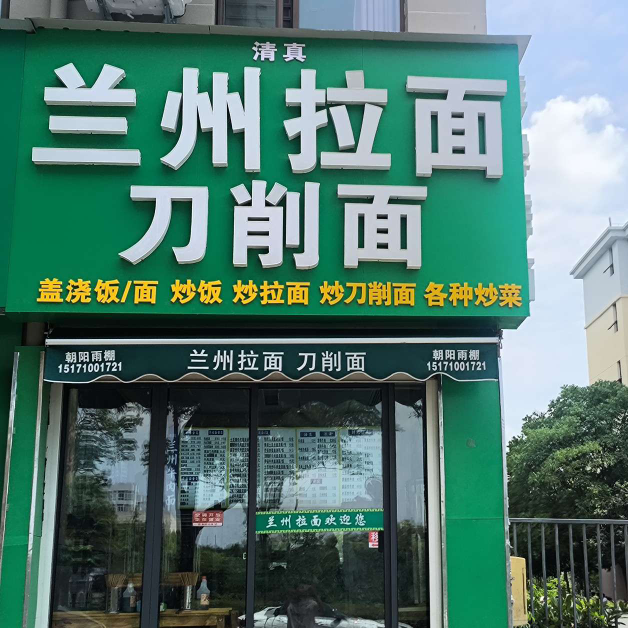 清真
兰州拉面
刀削面
盖浇饭/面 炒饭 炒拉面 炒刀削面 各种炒菜
朝阳雨棚
15171001721
兰州拉面 刀削面
朝阳雨棚
15171001721
兰州拉面欢迎您